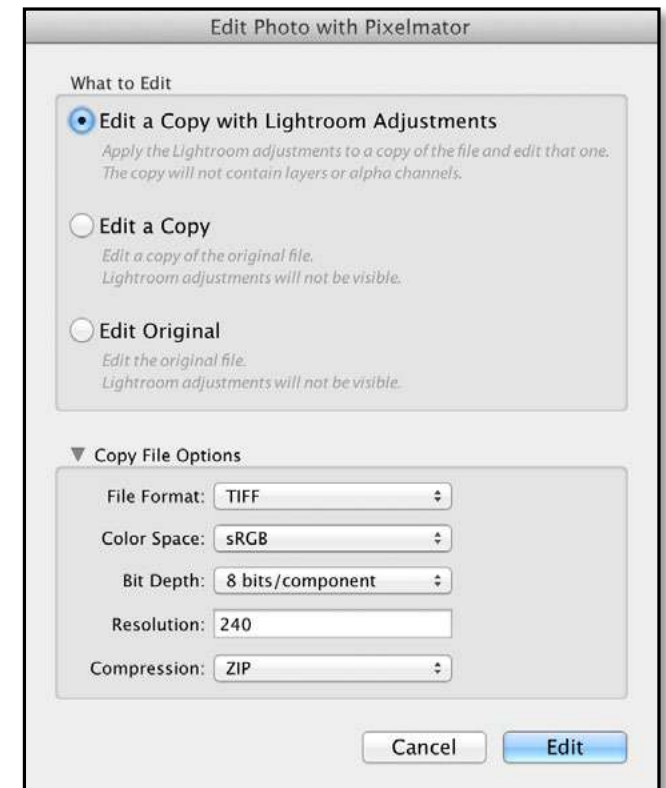 Edit Photo with Pixelmator
What to Edit
Edit a Copy with Lightroom Adjustments
Apply the Lightroom adjustments to a copy of the file and edit that one.
The copy will not contain layers or alpha channels.
Edit a Copy
Edit a copy of the original file.
Lightroom adjustments will not be visible.
Edit Original
Edit the original file.
Lightroom adjustments will not be visible.
Copy File Options
File Format: TIFF
Color Space: sRGB
Bit Depth: 8 bits/component
Resolution: 240
Compression: ZIP
Cancel Edit